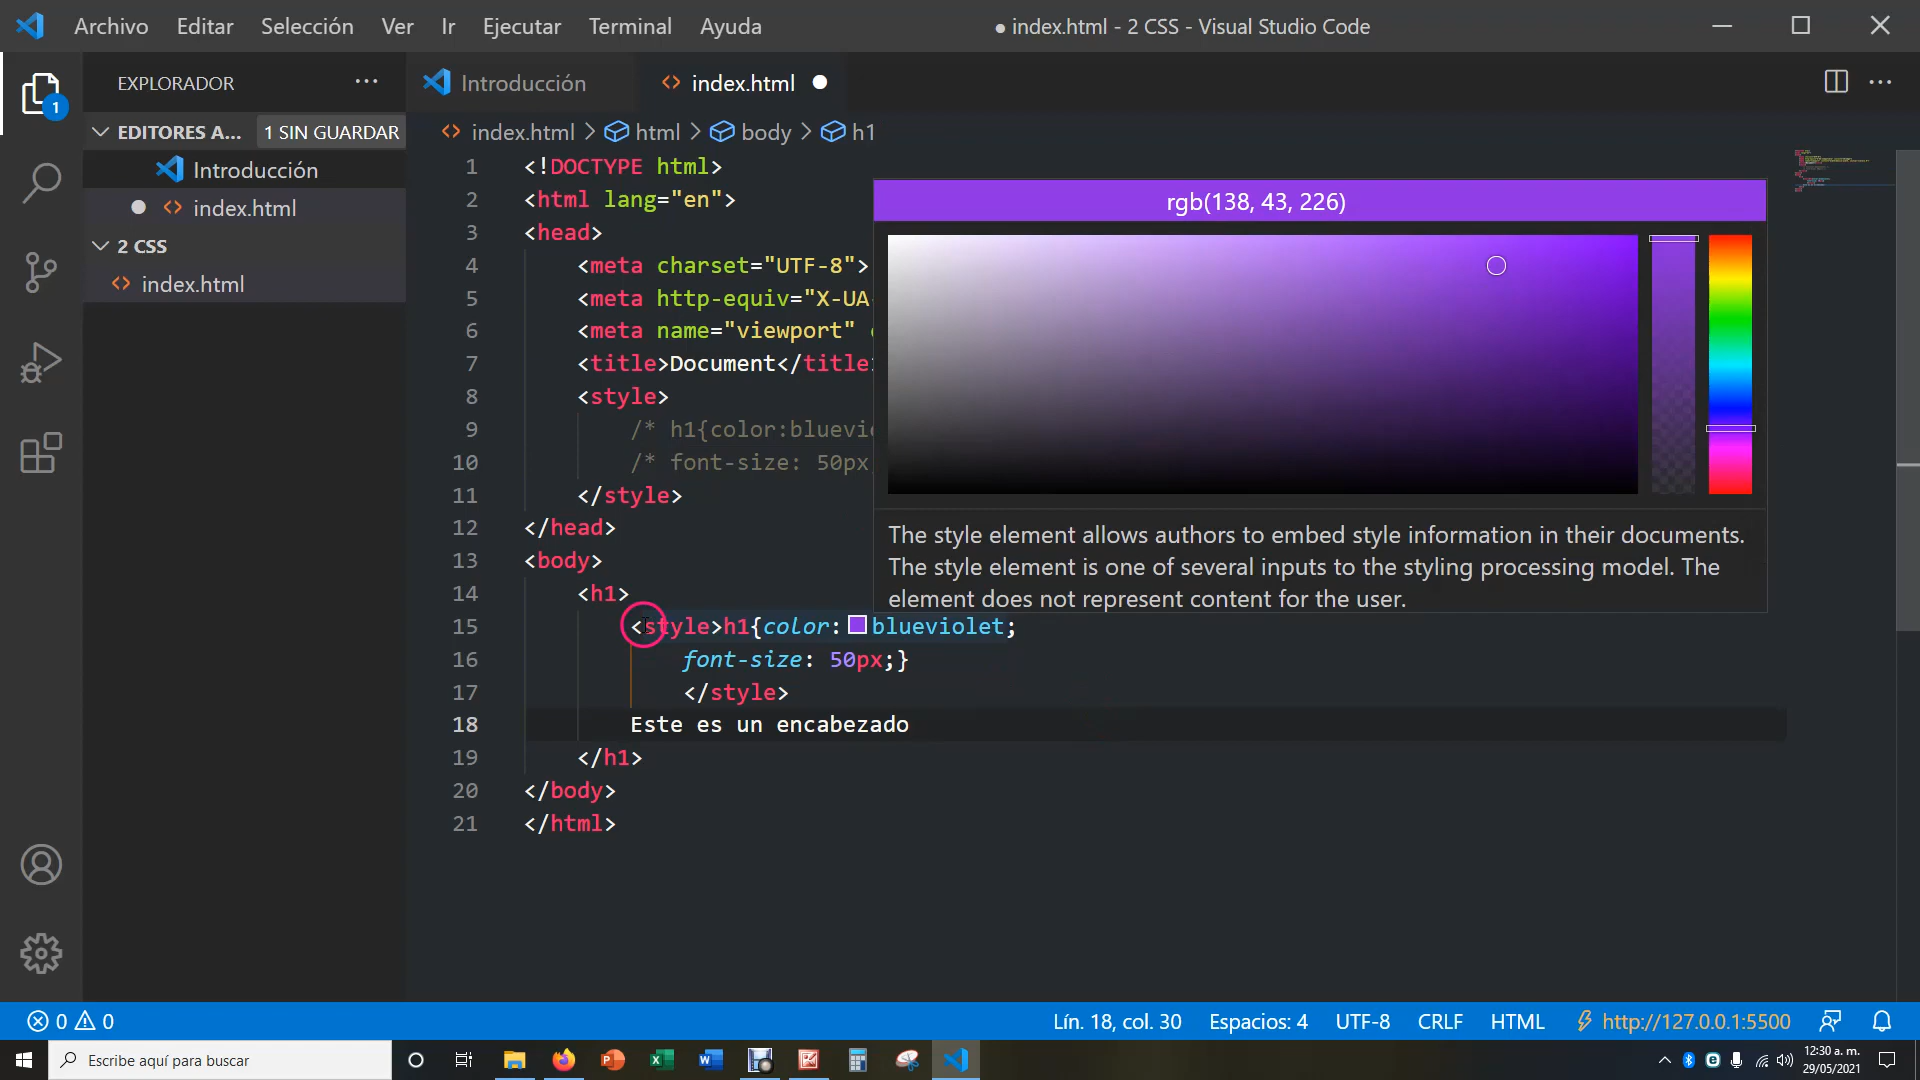 Archivo Editar Selección Ver Ir Ejecutar Terminal Ayuda
● index.html - 2 CSS - Visual Studio Code
EXPLORADOR
Introducción
index.html
EDITORES A... 1 SIN GUARDAR
Introducción
index.html
2 CSS
index.html
1
index.html > html > body > h1
1 <!DOCTYPE html>
2 <html lang="en">
3 <head>
4 <meta charset="UTF-8">
5 <meta http-equiv="X-UA
6 <meta name="viewport"
7 <title>Document</title
8 <style>
9 /* h1{color:bluevi
10 /* font-size: 50px
11 </style>
12 </head>
13 <body>
14 <h1>
15 <style>h1{color:blueviolet;
16 font-size: 50px;}
17 </style>
18 Este es un encabezado
19 </h1>
20 </body>
21 </html>
rgb(138, 43, 226)
The style element allows authors to embed style information in their documents.
The style element is one of several inputs to the styling processing model. The
element does not represent content for the user.
0 0
Lín. 18, col. 30 Espacios: 4 UTF-8 CRLF HTML http://127.0.0.1:5500
Escribe aquí para buscar
12:30 a. m.
29/05/2021